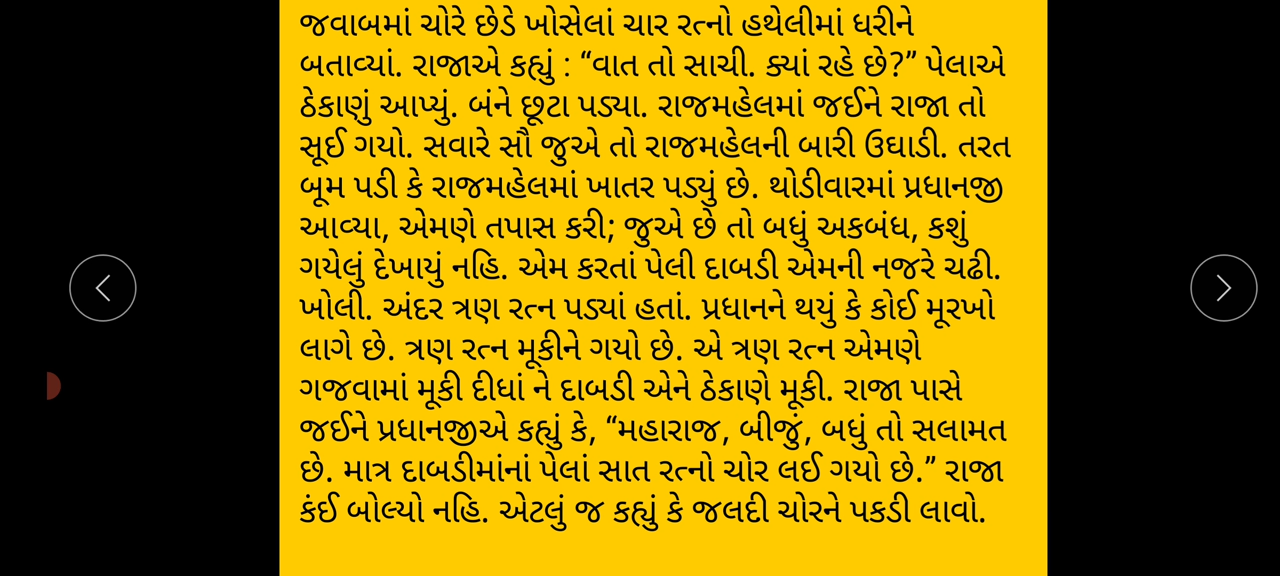 જવાબમાં ચોરે છેડે ખોસેલાં ચાર રત્નો હથેલીમાં ધરીને
બતાવ્યાં. રાજાએ કહ્યું : “વાત તો સાચી. ક્યાં રહે છે?” પેલાએ
ઠેકાણું આપ્યું. બંને છૂટા પડ્યા. રાજમહેલમાં જઈને રાજા તો
સૂઈ ગયો. સવારે સૌ જુએ તો રાજમહેલની બારી ઉઘાડી. તરત
બૂમ પડી કે રાજમહેલમાં ખાતર પડ્યું છે. થોડીવારમાં પ્રધાનજી
આવ્યા, એમણે તપાસ કરી; જુએ છે તો બધું અકબંધ, કશું
ગયેલું દેખાયું નહિ. એમ કરતાં પેલી દાબડી એમની નજરે ચઢી.
ખોલી. અંદર ત્રણ રત્ન પડ્યાં હતાં. પ્રધાનને થયું કે કોઈ મૂરખો
લાગે છે. ત્રણ રત્ન મૂકીને ગયો છે. એ ત્રણ રત્ન એમણે
ગજવામાં મૂકી દીધાં ને દાબડી એને ઠેકાણે મૂકી. રાજા પાસે
જઈને પ્રધાનજીએ કહ્યું કે, “મહારાજ, બીજું, બધું તો સલામત
છે. માત્ર દાબડીમાંનાં પેલાં સાત રત્નો ચોર લઈ ગયો છે.” રાજા
કંઈ બોલ્યો નહિ. એટલું જ કહ્યું કે જલદી ચોરને પકડી લાવો.